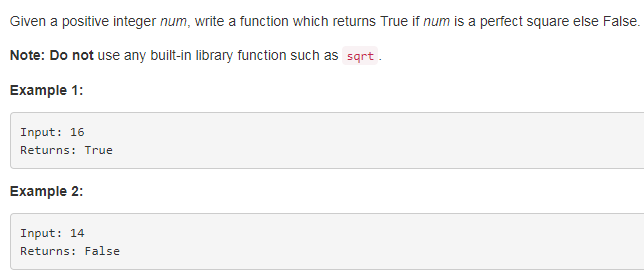 Given a positive integer num, write a function which returns True if num is a perfect square else False.
Note: Do not use any built-in library function such as sqrt.
Example 1:
Input: 16
Returns: True
Example 2:
Input: 14
Returns: False